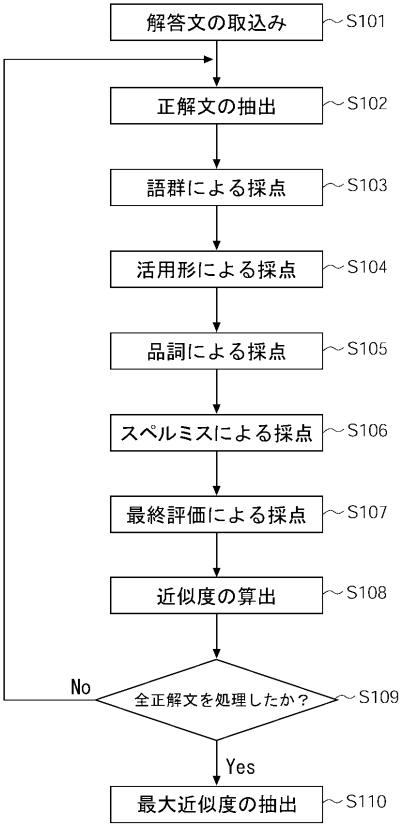 解答文の取込み S101
正解文の抽出 S102
語群による採点 S103
活用形による採点 S104
品詞による採点 S105
スペルミスによる採点 S106
最終評価による採点 S107
近似度の算出 S108
No 全正解文を処理したか? S109
Yes
最大近似度の抽出 S110